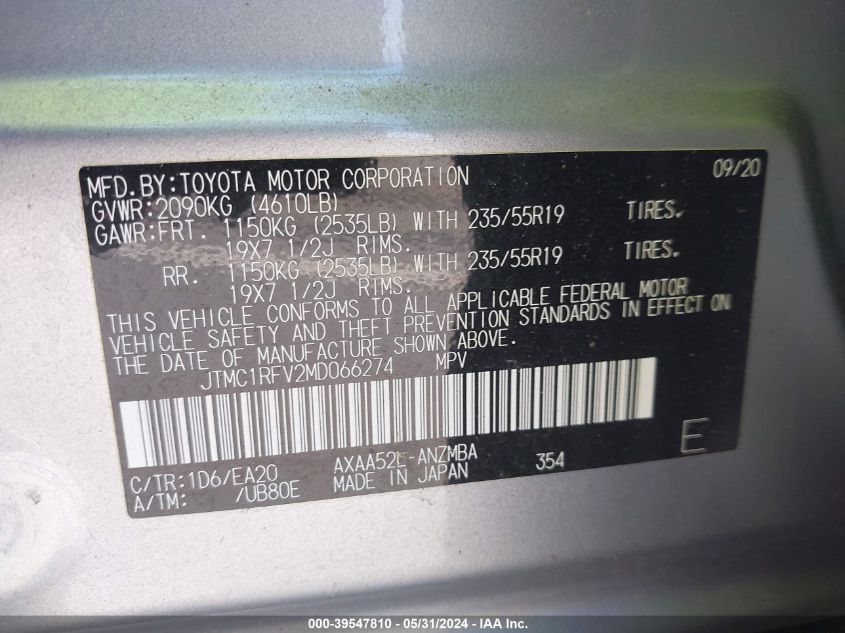 09/20
MFD.BY:TOYOTA MOTOR CORPORATION
GVWR:2090KG (4610LB)
GAWR:FRT. 1150KG (2535LB) WITH 235/55R19 TIRES.
19X7 1/2J RIMS.
RR. 1150KG (2535LB) WITH 235/55R19 TIRES.
19X7 1/2J RIMS.
THIS VEHICLE CONFORMS TO ALL APPLICABLE FEDERAL MOTOR
VEHICLE SAFETY AND THEFT PREVENTION STANDARDS IN EFFECT ON
THE DATE OF MANUFACTURE SHOWN ABOVE.
JTMC1RFV2MD066274 MPV
E
C/TR:1D6/EA20 AXAA52L-ANZMBA 354
A/TM: /UB80E MADE IN JAPAN
000-39547810 - 05/31/2024 - IAA Inc.